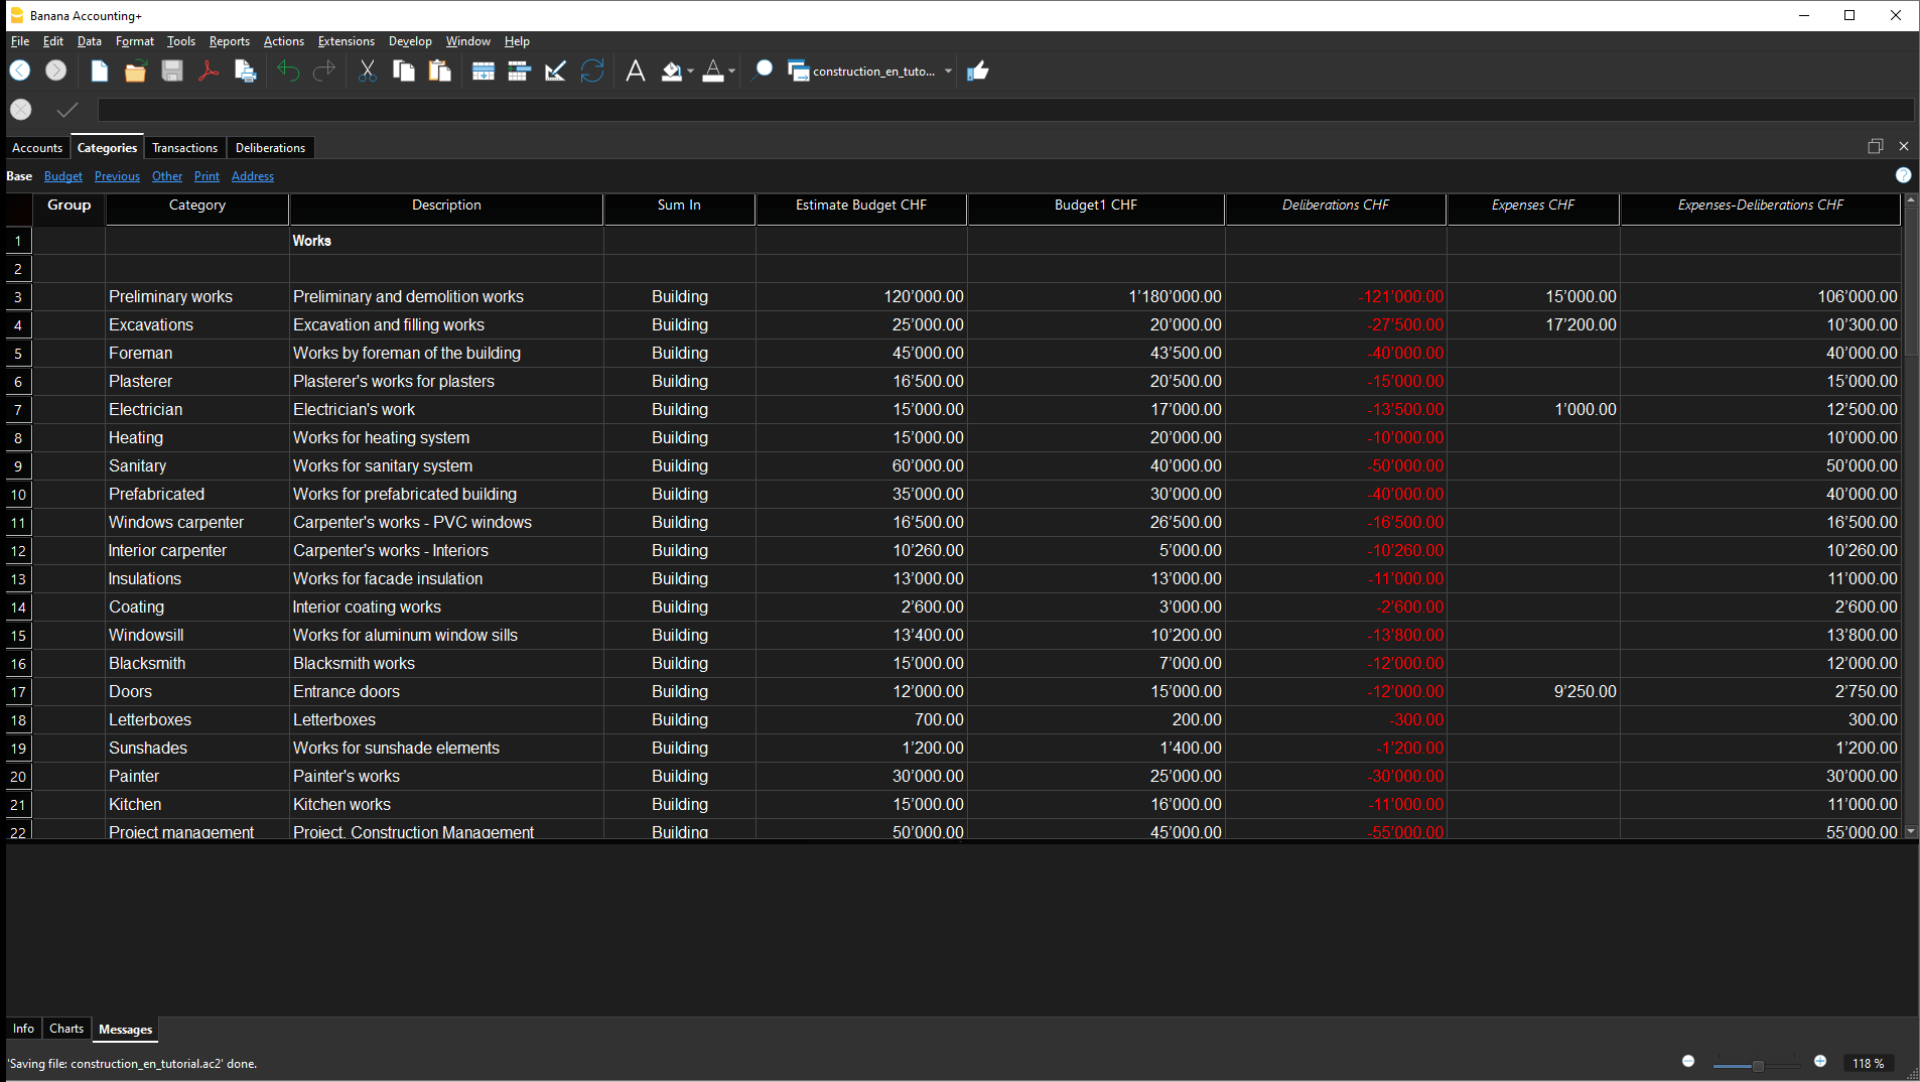 Banana Accounting+
File Edit Data Format Tools Reports Actions Extensions Develop Window Help
construction_en_tuto...
Accounts Categories Transactions Deliberations
Base Budget Previous Other Print Address
Group Category Description Sum In Estimate Budget CHF Budget1 CHF Deliberations CHF Expenses CHF Expenses-Deliberations CHF
1 Works
2
3 Preliminary works Preliminary and demolition works Building 120’000.00 1’180’000.00 -121’000.00 15’000.00 106’000.00
4 Excavations Excavation and filling works Building 25’000.00 20’000.00 -27’500.00 17’200.00 10’300.00
5 Foreman Works by foreman of the building Building 45’000.00 43’500.00 -40’000.00 40’000.00
6 Plasterer Plasterer's works for plasters Building 16’500.00 20’500.00 -15’000.00 15’000.00
7 Electrician Electrician's work Building 15’000.00 17’000.00 -13’500.00 1’000.00 12’500.00
8 Heating Works for heating system Building 15’000.00 20’000.00 -10’000.00 10’000.00
9 Sanitary Works for sanitary system Building 60’000.00 40’000.00 -50’000.00 50’000.00
10 Prefabricated Works for prefabricated building Building 35’000.00 30’000.00 -40’000.00 40’000.00
11 Windows carpenter Carpenter's works - PVC windows Building 16’500.00 26’500.00 -16’500.00 16’500.00
12 Interior carpenter Carpenter's works - Interiors Building 10’260.00 5’000.00 -10’260.00 10’260.00
13 Insulations Works for facade insulation Building 13’000.00 13’000.00 -11’000.00 11’000.00
14 Coating Interior coating works Building 2’600.00 3’000.00 -2’600.00 2’600.00
15 Windowsill Works for aluminum window sills Building 13’400.00 10’200.00 -13’800.00 13’800.00
16 Blacksmith Blacksmith works Building 15’000.00 7’000.00 -12’000.00 12’000.00
17 Doors Entrance doors Building 12’000.00 15’000.00 -12’000.00 9’250.00 2’750.00
18 Letterboxes Letterboxes Building 700.00 200.00 -300.00 300.00
19 Sunshades Works for sunshade elements Building 1’200.00 1’400.00 -1’200.00 1’200.00
20 Painter Painter's works Building 30’000.00 25’000.00 -30’000.00 30’000.00
21 Kitchen Kitchen works Building 15’000.00 16’000.00 -11’000.00 11’000.00
22 Project management Project, Construction Management Building 50’000.00 45’000.00 -55’000.00 55’000.00
Info Charts Messages
'Saving file: construction_en_tutorial.ac2' done.
118 %